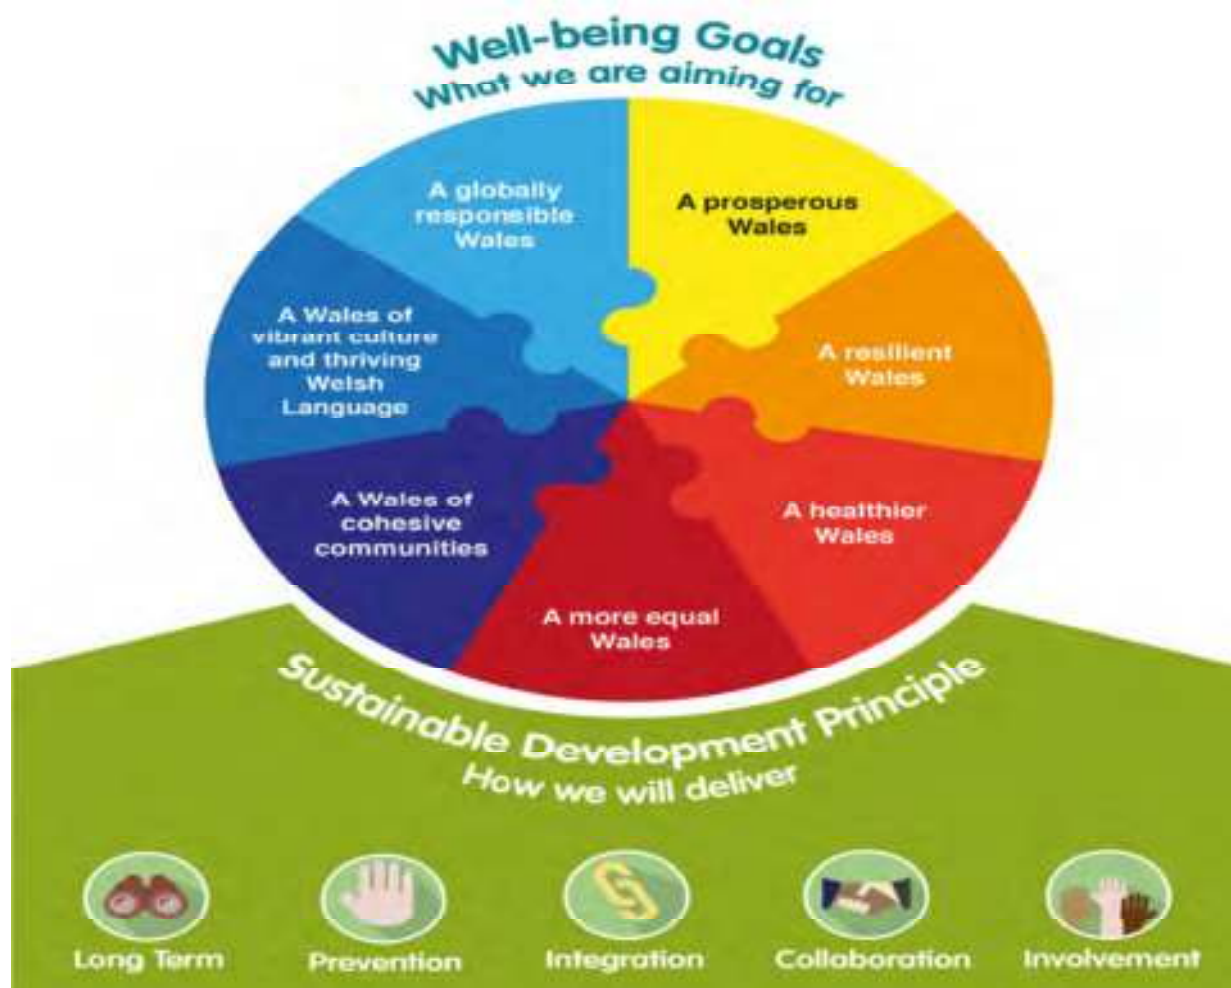 Well-being Goals
What we are aiming for
A globally
responsible
Wales
A prosperous
Wales
A Wales of
vibrant culture
and thriving
Welsh
Language
A resilient
Wales
A Wales of
cohesive
communities
A healthier
Wales
A more equal
Wales
Sustainable Development Principle
How we will deliver
Long Term
Prevention
Integration
Collaboration
Involvement